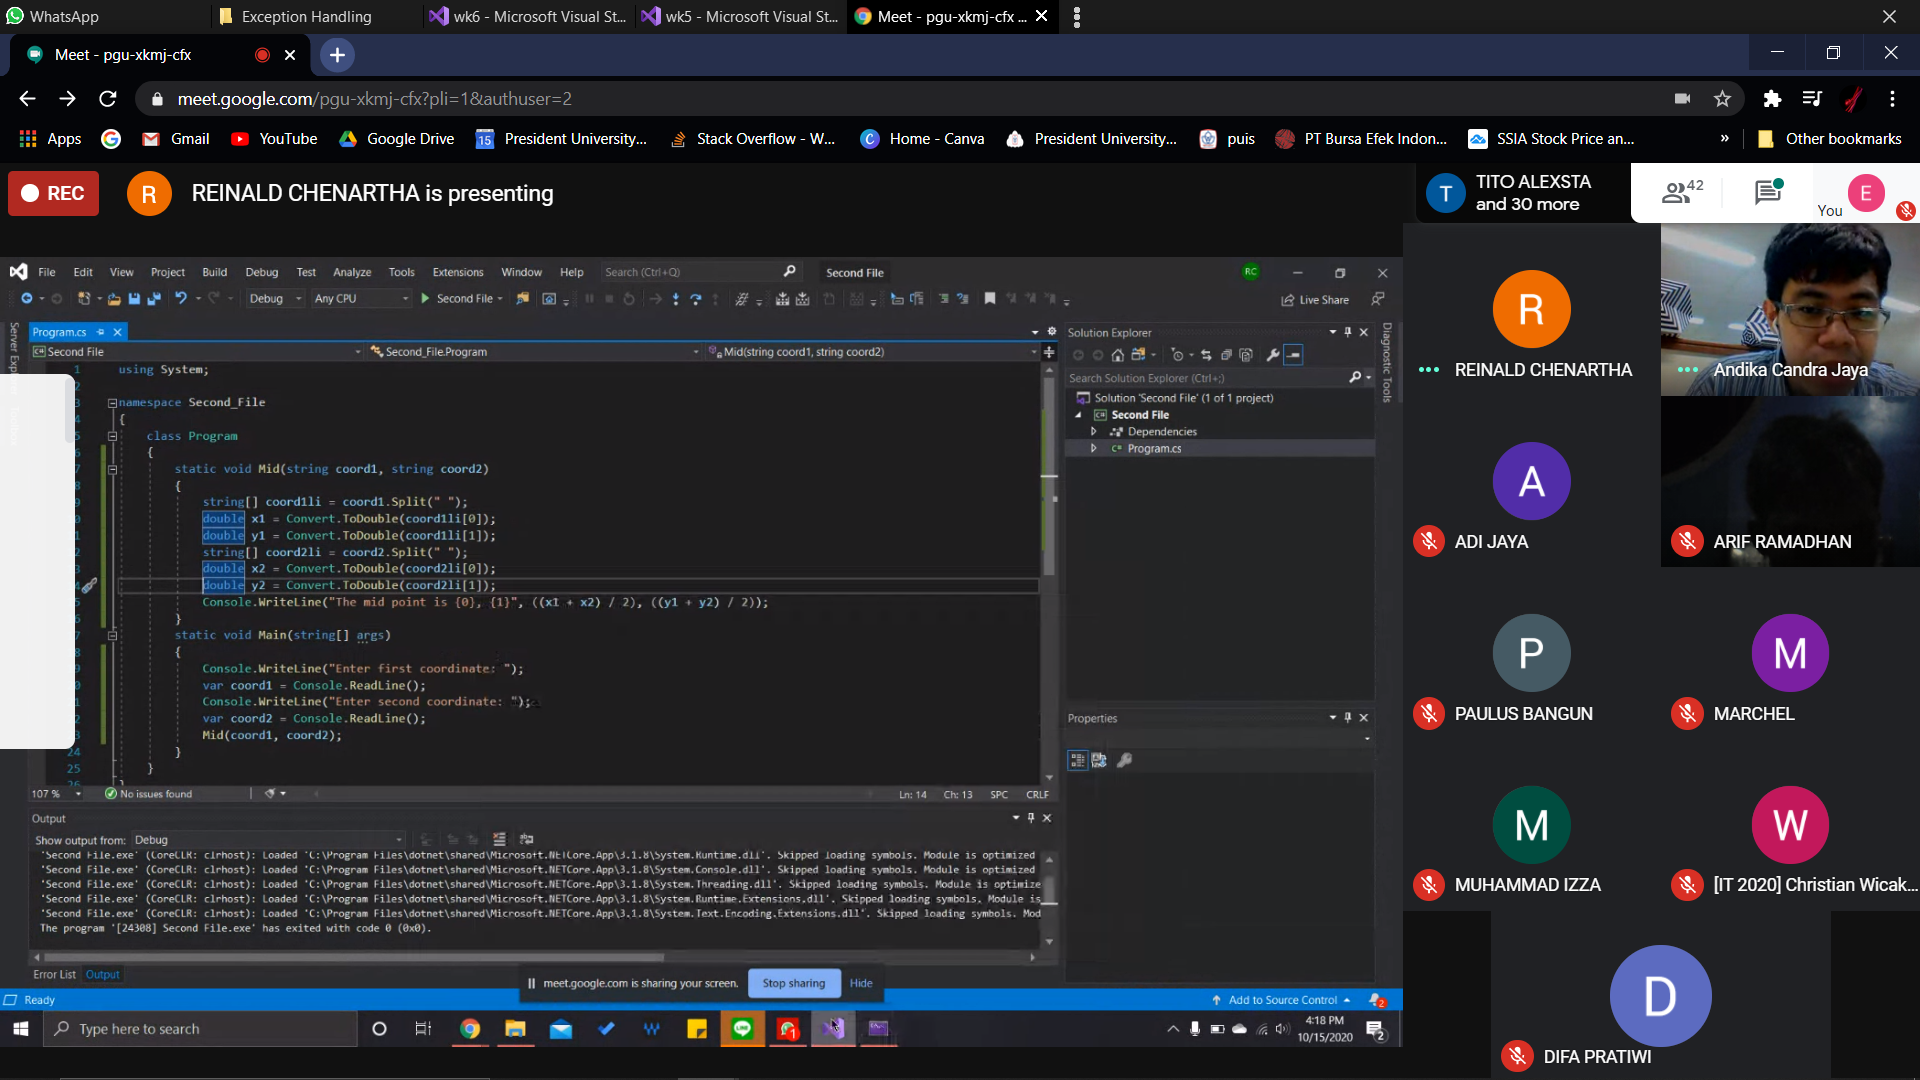 WhatsApp
Exception Handling
wk6 - Microsoft Visual St...
wk5 - Microsoft Visual St...
Meet - pgu-xkmj-cfx ...
Meet - pgu-xkmj-cfx
meet.google.com/pgu-xkmj-cfx?pli=1&authuser=2
Apps
Gmail
YouTube
Google Drive
15 President University...
Stack Overflow - W...
Home - Canva
President University...
puis
PT Bursa Efek Indon...
SSIA Stock Price an...
»
Other bookmarks
REC
R REINALD CHENARTHA is presenting
T TITO ALEXSTA
and 30 more
42
You E
File Edit View Project Build Debug Test Analyze Tools Extensions Window Help Search (Ctrl+Q) Second File RC
Debug Any CPU Second File Live Share
Program.cs
Second File Second_File.Program Mid(string coord1, string coord2)
1 using System;
namespace Second_File
{
class Program
{
static void Mid(string coord1, string coord2)
{
string[] coord1li = coord1.Split(" ");
double x1 = Convert.ToDouble(coord1li[0]);
double y1 = Convert.ToDouble(coord1li[1]);
string[] coord2li = coord2.Split(" ");
double x2 = Convert.ToDouble(coord2li[0]);
double y2 = Convert.ToDouble(coord2li[1]);
Console.WriteLine("The mid point is {0}, {1}", ((x1 + x2) / 2), ((y1 + y2) / 2));
}
static void Main(string[] args)
{
Console.WriteLine("Enter first coordinate: ");
var coord1 = Console.ReadLine();
Console.WriteLine("Enter second coordinate: ");
var coord2 = Console.ReadLine();
Mid(coord1, coord2);
24 }
25 }
107 % No issues found Ln: 14 Ch: 13 SPC CRLF
Output
Show output from: Debug
'Second File.exe' (CoreCLR: clrhost): Loaded 'C:\Program Files\dotnet\shared\Microsoft.NETCore.App\3.1.8\System.Runtime.dll'. Skipped loading symbols. Module is optimized
'Second File.exe' (CoreCLR: clrhost): Loaded 'C:\Program Files\dotnet\shared\Microsoft.NETCore.App\3.1.8\System.Console.dll'. Skipped loading symbols. Module is optimized
'Second File.exe' (CoreCLR: clrhost): Loaded 'C:\Program Files\dotnet\shared\Microsoft.NETCore.App\3.1.8\System.Threading.dll'. Skipped loading symbols. Module is optimize
'Second File.exe' (CoreCLR: clrhost): Loaded 'C:\Program Files\dotnet\shared\Microsoft.NETCore.App\3.1.8\System.Runtime.Extensions.dll'. Skipped loading symbols. Module is
'Second File.exe' (CoreCLR: clrhost): Loaded 'C:\Program Files\dotnet\shared\Microsoft.NETCore.App\3.1.8\System.Text.Encoding.Extensions.dll'. Skipped loading symbols. Mod
The program '[24308] Second File.exe' has exited with code 0 (0x0).
Error List Output
Solution Explorer
Search Solution Explorer (Ctrl+;)
Solution 'Second File' (1 of 1 project)
Second File
Dependencies
C# Program.cs
Properties
Diagnostic Tools
meet.google.com is sharing your screen. Stop sharing Hide
Ready
Add to Source Control
2
Type here to search
LINE
1
4:18 PM
10/15/2020
2
R
REINALD CHENARTHA
Andika Candra Jaya
A
ADI JAYA
ARIF RAMADHAN
P
PAULUS BANGUN
M
MARCHEL
M
MUHAMMAD IZZA
W
[IT 2020] Christian Wicak...
D
DIFA PRATIWI